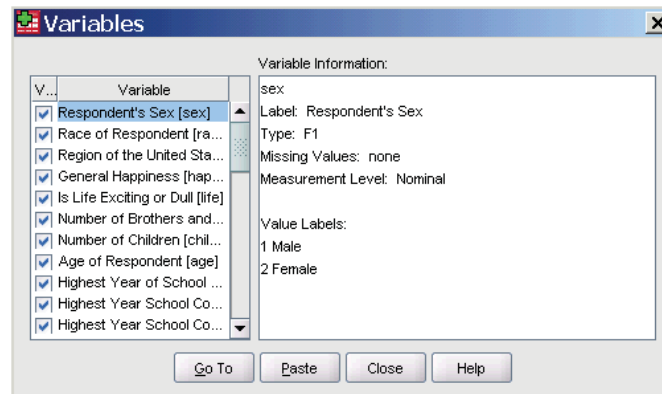 Variables
V... Variable
Respondent's Sex [sex]
Race of Respondent [ra...
Region of the United Sta...
General Happiness [hap...
Is Life Exciting or Dull [life]
Number of Brothers and...
Number of Children [chil...
Age of Respondent [age]
Highest Year of School ...
Highest Year School Co...
Highest Year School Co...
Variable Information:
sex
Label: Respondent's Sex
Type: F1
Missing Values: none
Measurement Level: Nominal
Value Labels:
1 Male
2 Female
Go To Paste Close Help